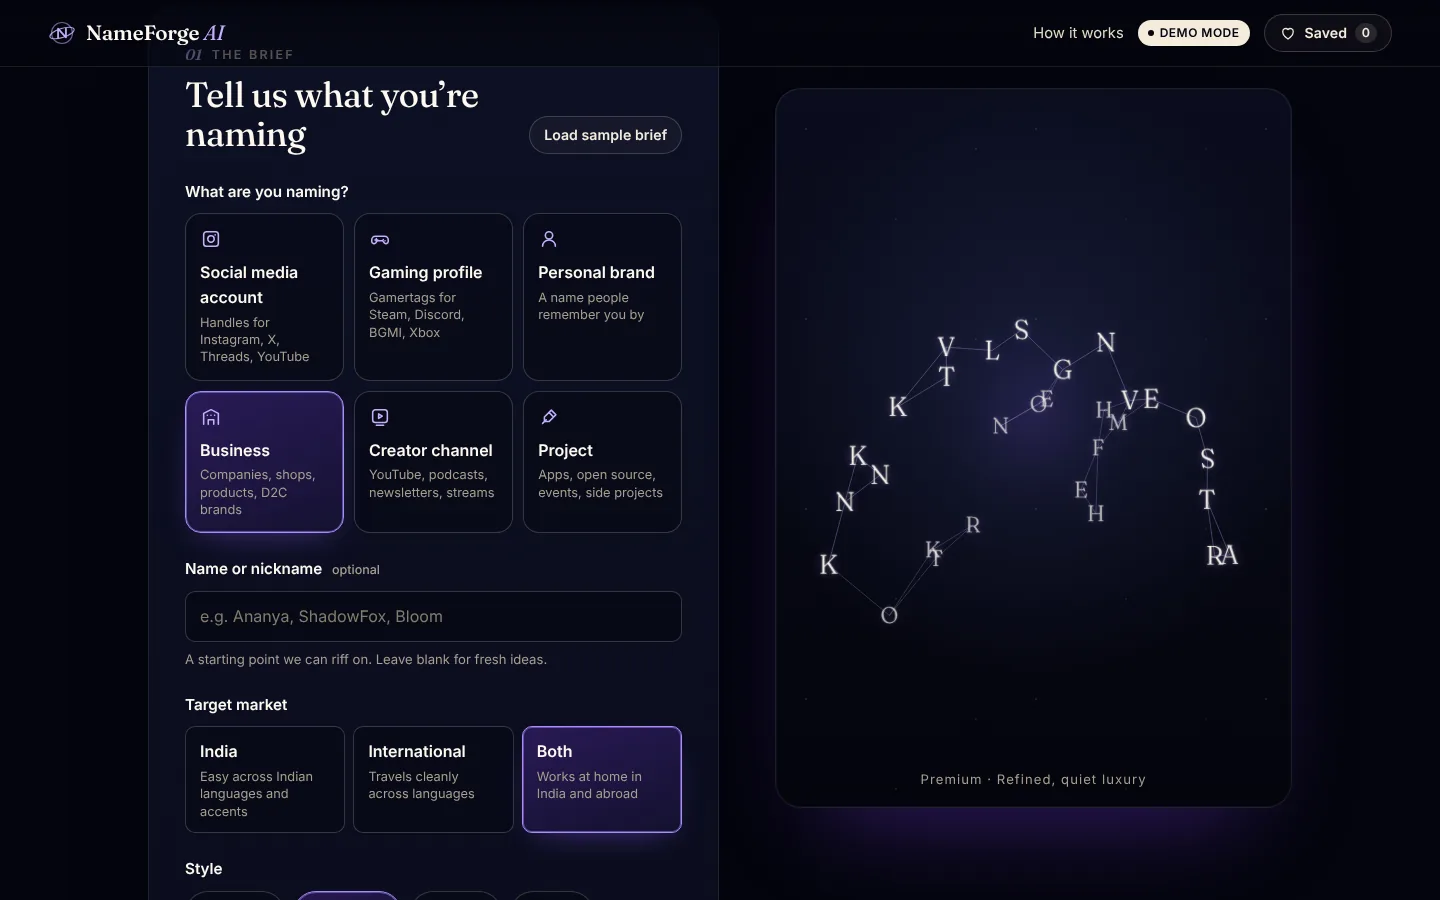 NameForge AI
How it works
DEMO MODE
Saved 0
01 THE BRIEF
Tell us what you’re
naming
Load sample brief
What are you naming?
Social media
account
Handles for
Instagram, X,
Threads, YouTube
Gaming profile
Gamertags for
Steam, Discord,
BGMI, Xbox
Personal brand
A name people
remember you by
Business
Companies, shops,
products, D2C
brands
Creator channel
YouTube, podcasts,
newsletters, streams
Project
Apps, open source,
events, side projects
Name or nickname optional
e.g. Ananya, ShadowFox, Bloom
A starting point we can riff on. Leave blank for fresh ideas.
Target market
India
Easy across Indian
languages and
accents
International
Travels cleanly
across languages
Both
Works at home in
India and abroad
Style
S
V L G N
T
K
N O E H M V E O
F
K N
N E H
S
T
R A
R
K T
K
O
Premium · Refined, quiet luxury